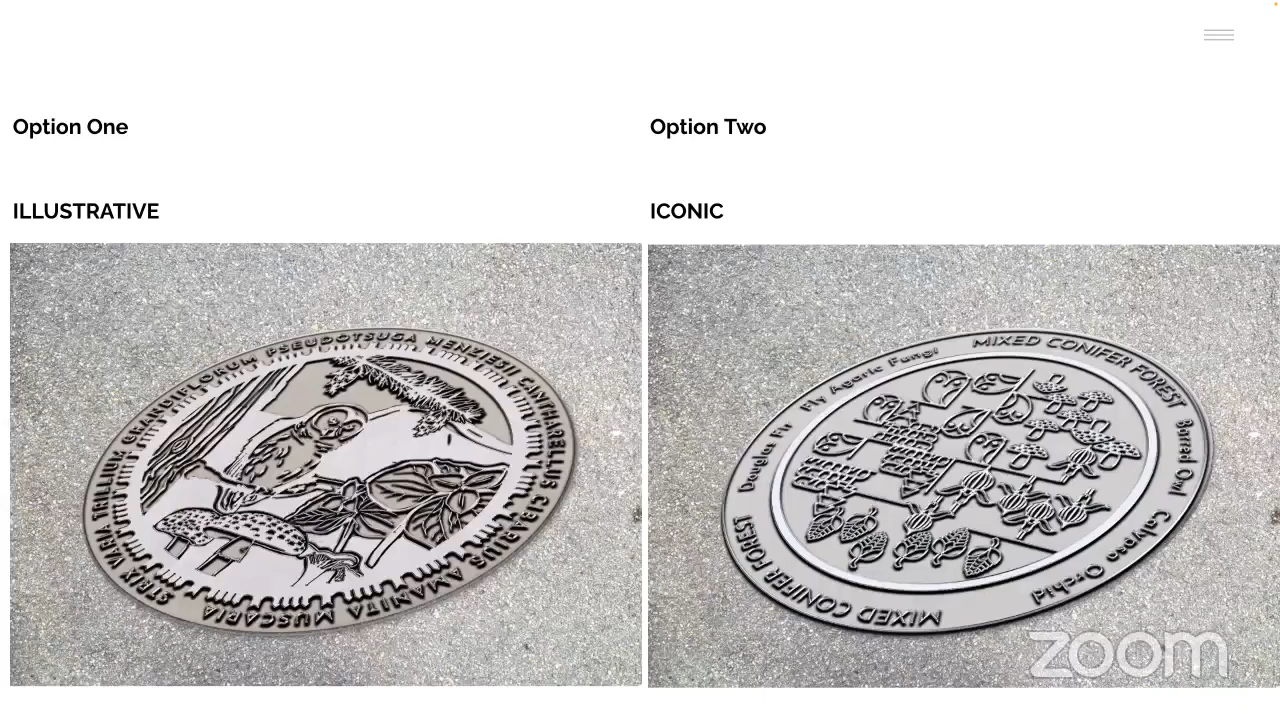 Option One
Option Two
ILLUSTRATIVE
ICONIC
STRIX VARIA TRILLIUM GRANDIFLORUM PSEUDOTSUGA MENZIESII CANTHARELLUS CIBARIUS AMANITA MUSCARIA
MIXED CONIFER FOREST
Barred Owl
Calypso Orchid
MIXED CONIFER FOREST
Douglas Fir
Fly Agaric Fungi
zoom